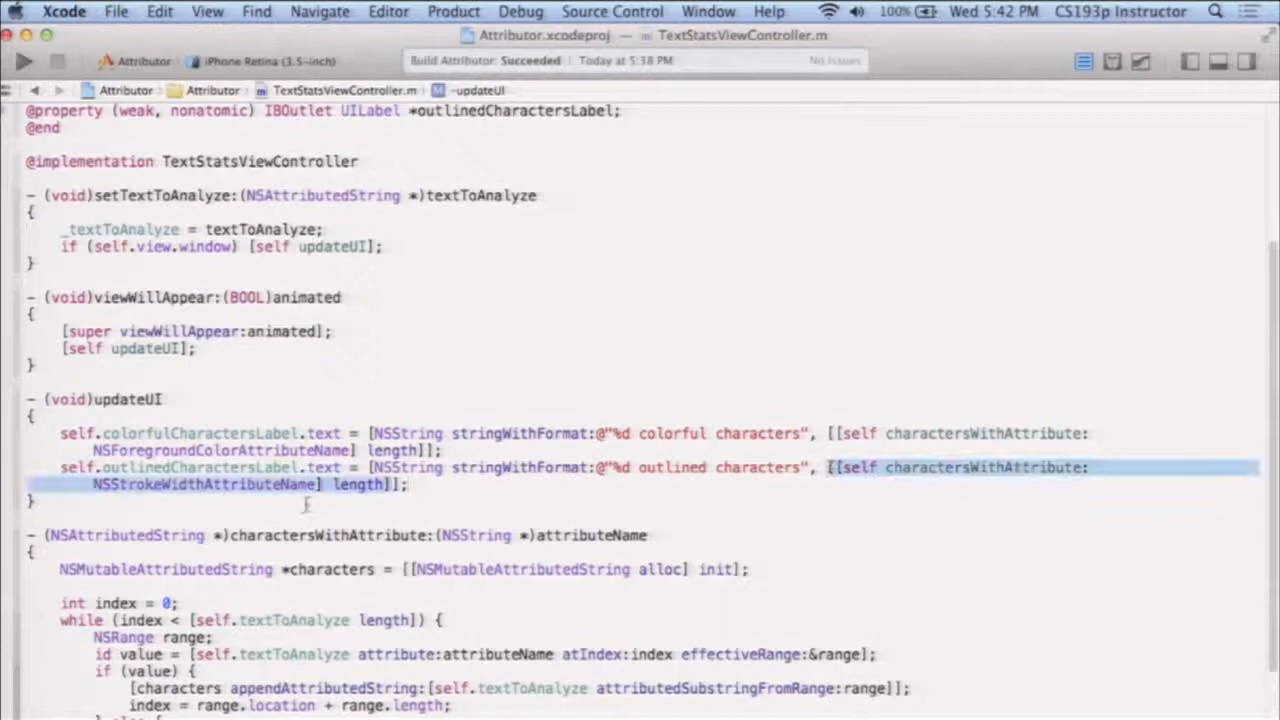 Xcode File Edit View Find Navigate Editor Product Debug Source Control Window Help 100% Wed 5:42 PM CS193p Instructor
Attributor.xcodeproj — TextStatsViewController.m
Attributor iPhone Retina (3.5-inch) Build Attributor: Succeeded Today at 5:38 PM No Issues
Attributor Attributor TextStatsViewController.m M -updateUI
@property (weak, nonatomic) IBOutlet UILabel *outlinedCharactersLabel;
@end
@implementation TextStatsViewController
- (void)setTextToAnalyze:(NSAttributedString *)textToAnalyze
{
_textToAnalyze = textToAnalyze;
if (self.view.window) [self updateUI];
}
- (void)viewWillAppear:(BOOL)animated
{
[super viewWillAppear:animated];
[self updateUI];
}
- (void)updateUI
{
self.colorfulCharactersLabel.text = [NSString stringWithFormat:@"%d colorful characters", [[self charactersWithAttribute:
NSForegroundColorAttributeName] length]];
self.outlinedCharactersLabel.text = [NSString stringWithFormat:@"%d outlined characters", [[self charactersWithAttribute:
NSStrokeWidthAttributeName] length]];
}
- (NSAttributedString *)charactersWithAttribute:(NSString *)attributeName
{
NSMutableAttributedString *characters = [[NSMutableAttributedString alloc] init];
int index = 0;
while (index < [self.textToAnalyze length]) {
NSRange range;
id value = [self.textToAnalyze attribute:attributeName atIndex:index effectiveRange:&range];
if (value) {
[characters appendAttributedString:[self.textToAnalyze attributedSubstringFromRange:range]];
index = range.location + range.length;
} else {